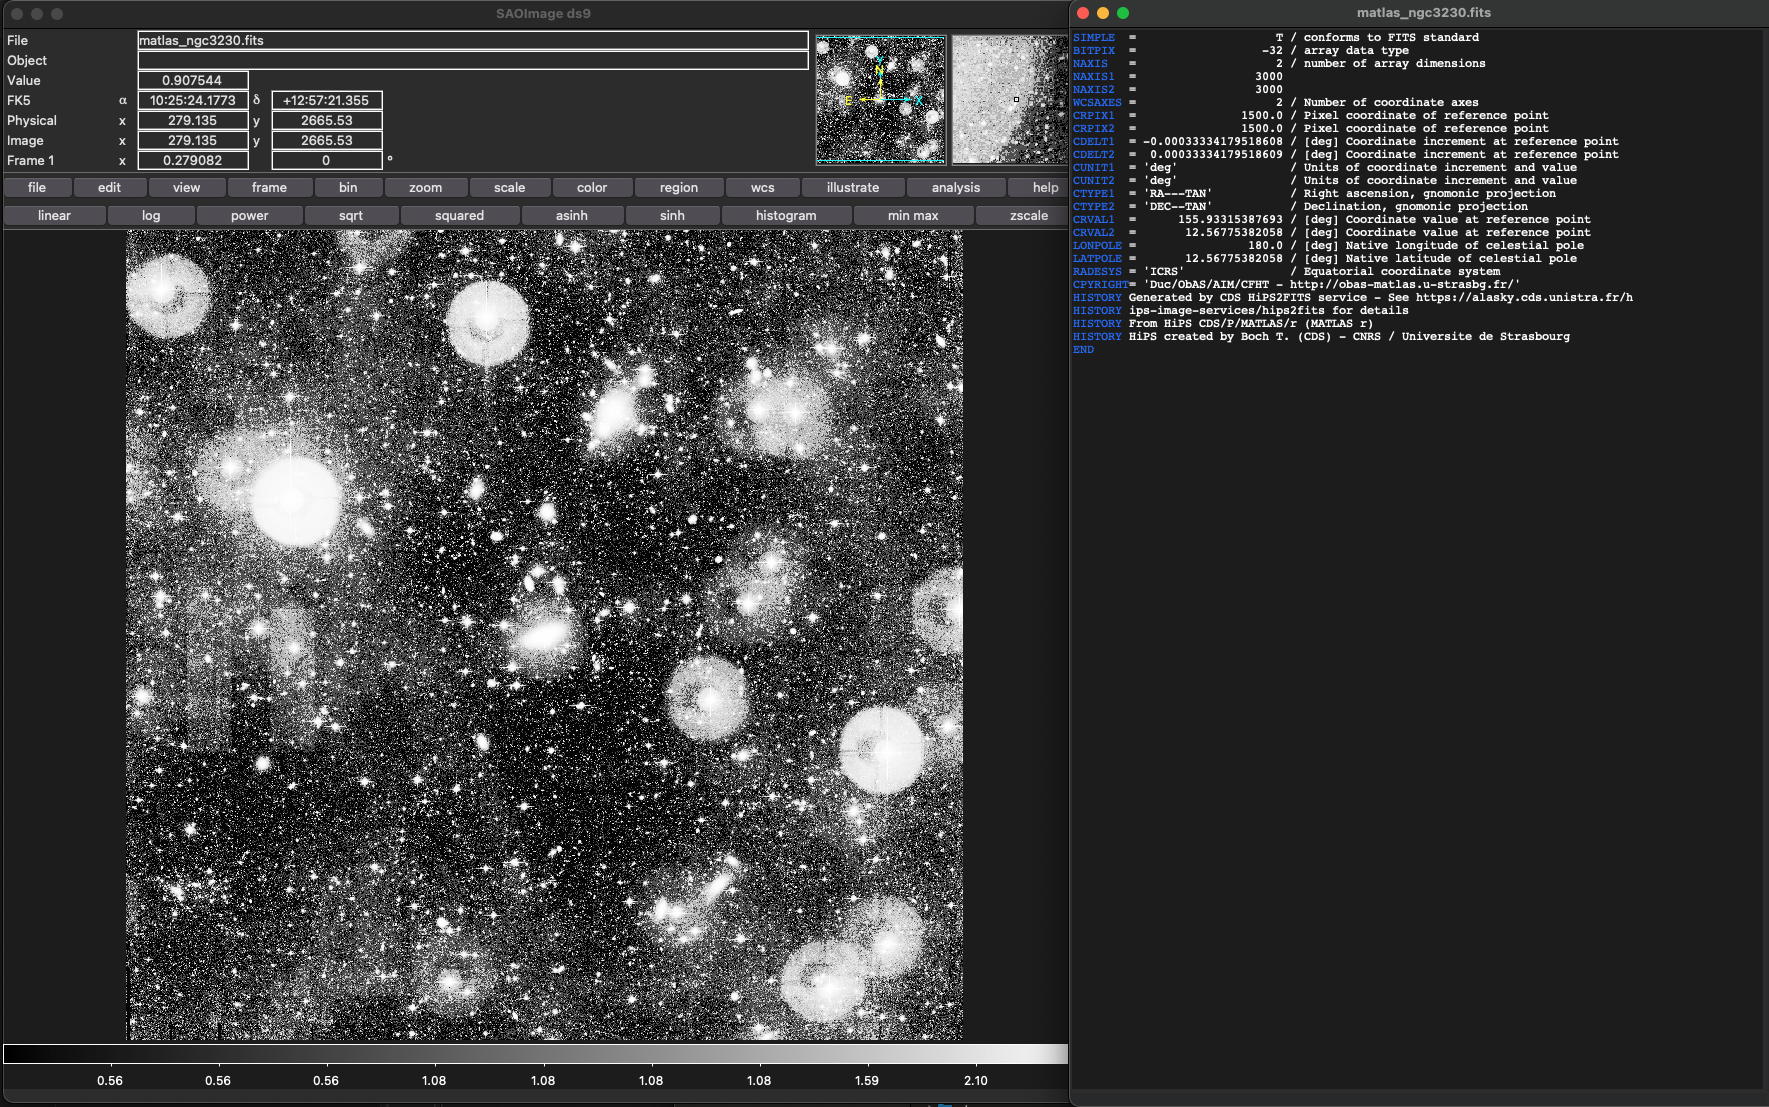 SAOImage ds9
File matlas_ngc3230.fits
Object
Value 0.907544
FK5 α 10:25:24.1773 δ +12:57:21.355
Physical x 279.135 y 2665.53
Image x 279.135 y 2665.53
Frame 1 x 0.279082 0 °
Y
N
E X
file edit view frame bin zoom scale color region wcs illustrate analysis help
linear log power sqrt squared asinh sinh histogram min max zscale
0.56 0.56 0.56 1.08 1.08 1.08 1.08 1.59 2.10
matlas_ngc3230.fits
SIMPLE = T / conforms to FITS standard
BITPIX = -32 / array data type
NAXIS = 2 / number of array dimensions
NAXIS1 = 3000
NAXIS2 = 3000
WCSAXES = 2 / Number of coordinate axes
CRPIX1 = 1500.0 / Pixel coordinate of reference point
CRPIX2 = 1500.0 / Pixel coordinate of reference point
CDELT1 = -0.00033334179518608 / [deg] Coordinate increment at reference point
CDELT2 = 0.00033334179518609 / [deg] Coordinate increment at reference point
CUNIT1 = 'deg' / Units of coordinate increment and value
CUNIT2 = 'deg' / Units of coordinate increment and value
CTYPE1 = 'RA---TAN' / Right ascension, gnomonic projection
CTYPE2 = 'DEC--TAN' / Declination, gnomonic projection
CRVAL1 = 155.93315387693 / [deg] Coordinate value at reference point
CRVAL2 = 12.56775382058 / [deg] Coordinate value at reference point
LONPOLE = 180.0 / [deg] Native longitude of celestial pole
LATPOLE = 12.56775382058 / [deg] Native latitude of celestial pole
RADESYS = 'ICRS' / Equatorial coordinate system
CPYRIGHT= 'Duc/ObAS/AIM/CFHT - http://obas-matlas.u-strasbg.fr/'
HISTORY Generated by CDS HiPS2FITS service - See https://alasky.cds.unistra.fr/h
HISTORY ips-image-services/hips2fits for details
HISTORY From HiPS CDS/P/MATLAS/r (MATLAS r)
HISTORY HiPS created by Boch T. (CDS) - CNRS / Universite de Strasbourg
END